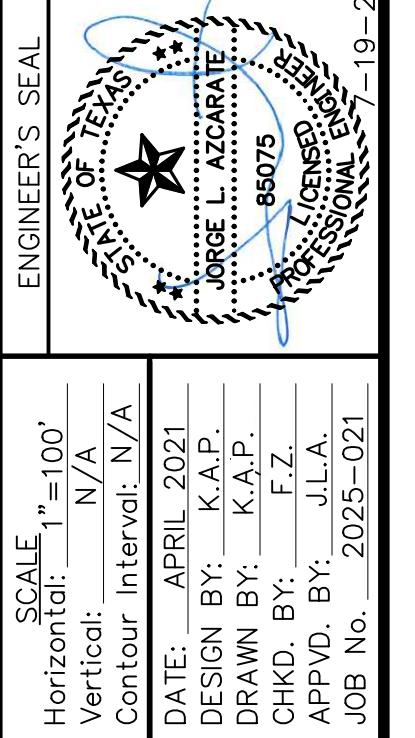 SCALE
Horizontal: 1"=100'
Vertical: N/A
Contour Interval: N/A
DATE: APRIL 2021
DESIGN BY: K.A.P.
DRAWN BY: K.A.P.
CHKD. BY: F.Z.
APPVD. BY: J.L.A.
JOB No. 2025-021
ENGINEER'S SEAL
STATE OF TEXAS
JORGE L. AZCARATE
85075
LICENSED
PROFESSIONAL ENGINEER
7-19-2